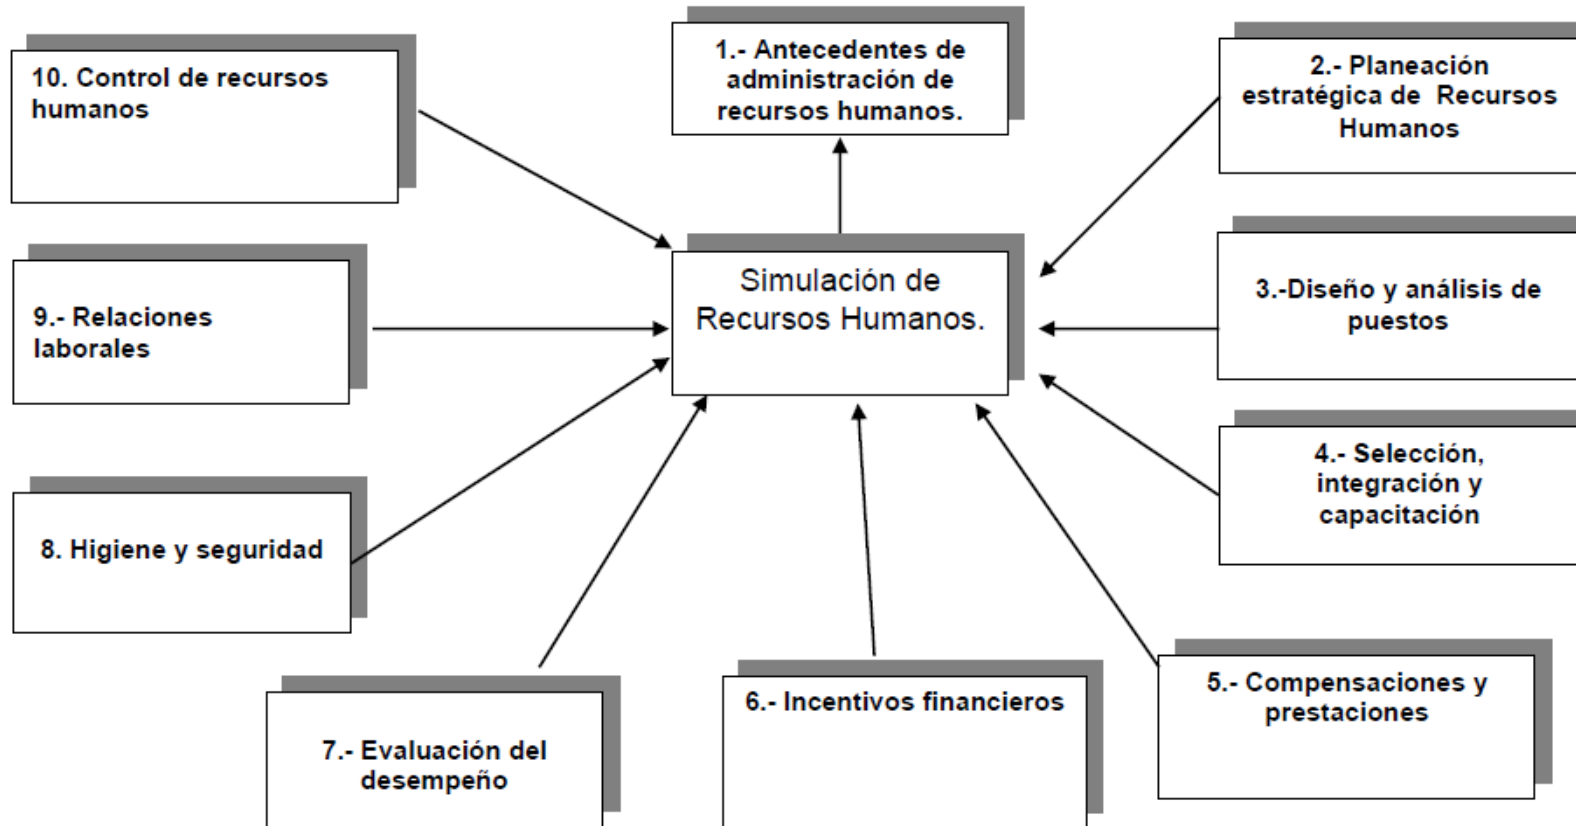 1.- Antecedentes de
administración de
recursos humanos.
2.- Planeación
estratégica de Recursos
Humanos
3.-Diseño y análisis de
puestos
4.- Selección,
integración y
capacitación
5.- Compensaciones y
prestaciones
6.- Incentivos financieros
7.- Evaluación del
desempeño
8. Higiene y seguridad
9.- Relaciones
laborales
10. Control de recursos
humanos
Simulación de
Recursos Humanos.